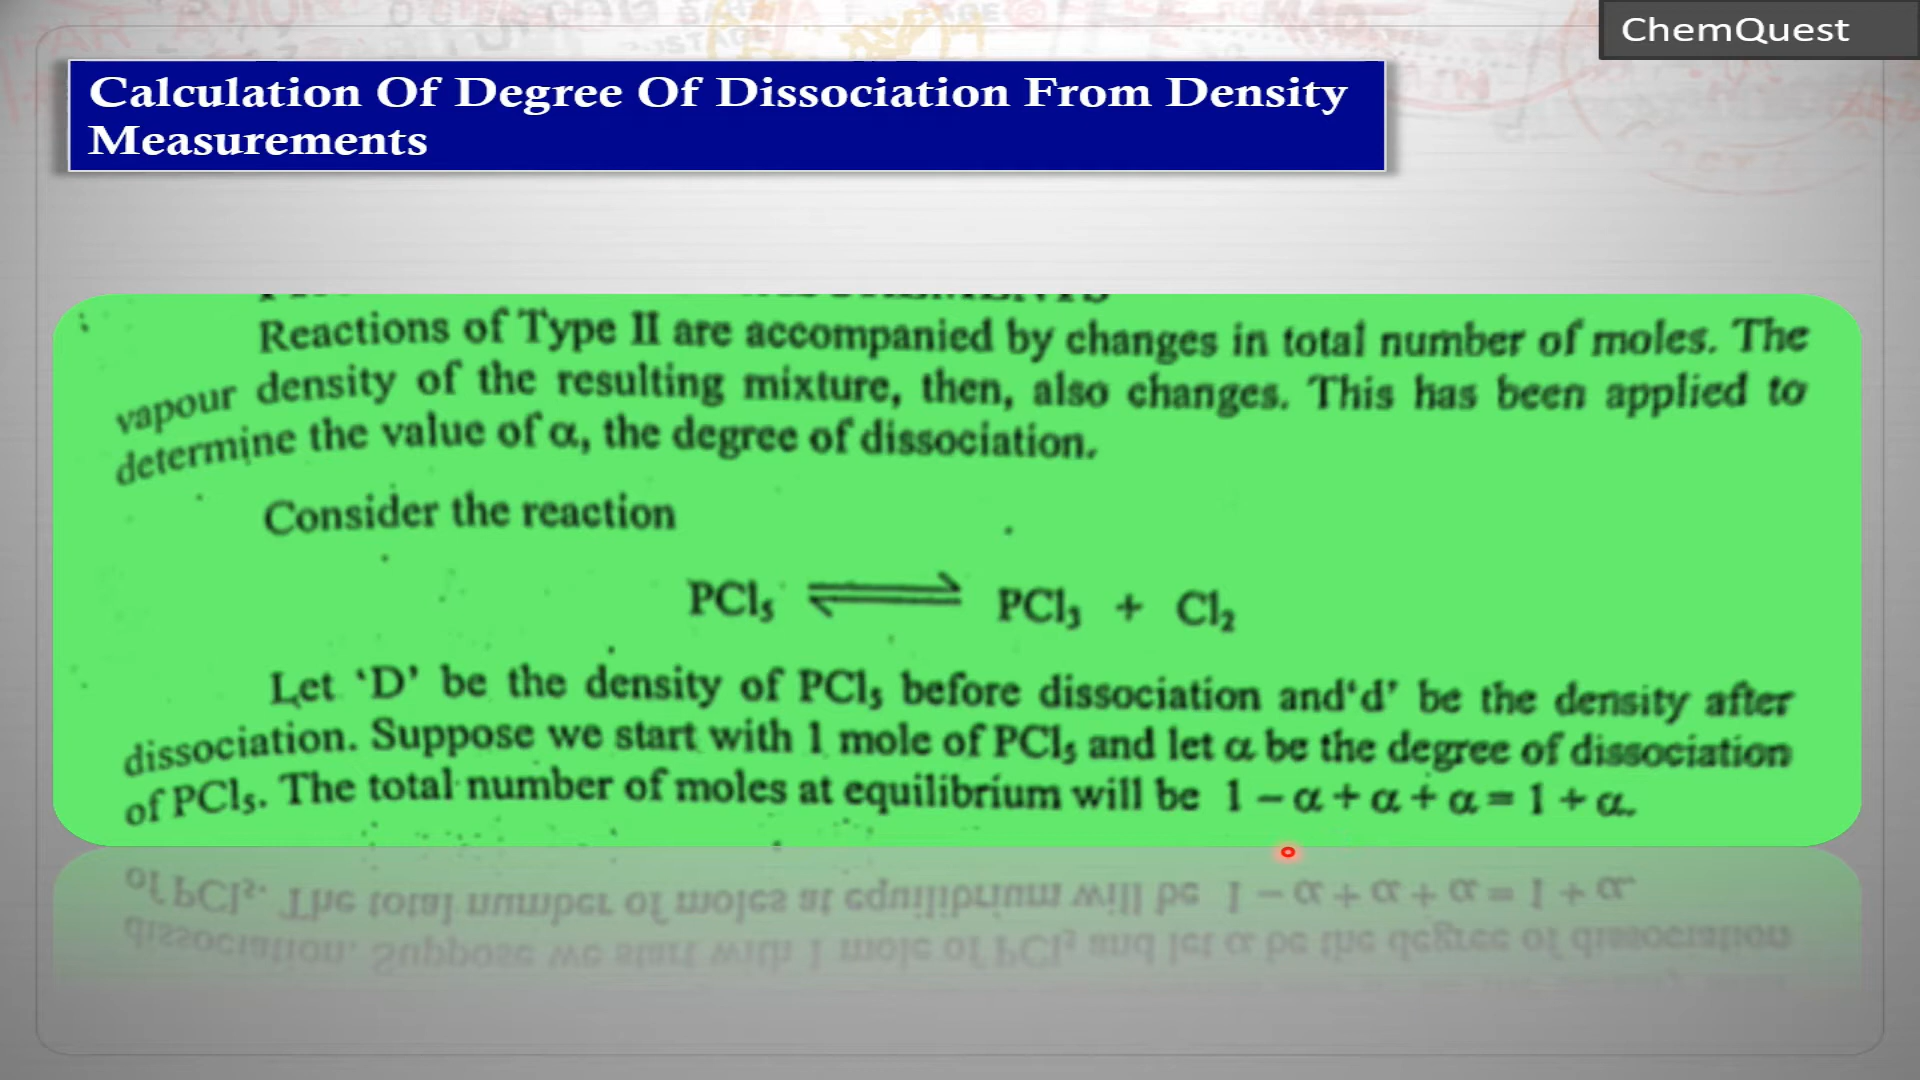 ChemQuest
Calculation Of Degree Of Dissociation From Density
Measurements
Reactions of Type II are accompanied by changes in total number of moles. The
vapour density of the resulting mixture, then, also changes. This has been applied to
determine the value of α, the degree of dissociation.
Consider the reaction
PCl₅ ⇌ PCl₃ + Cl₂
Let ‘D’ be the density of PCl₅ before dissociation and‘d’ be the density after
dissociation. Suppose we start with 1 mole of PCl₅ and let α be the degree of dissociation
of PCl₅. The total number of moles at equilibrium will be 1 – α + α + α = 1 + α.